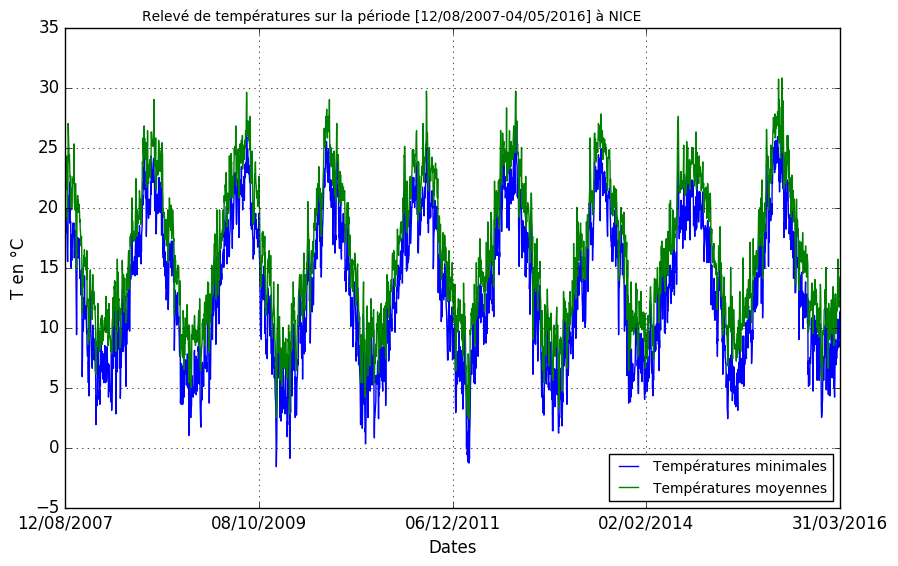 Relevé de températures sur la période [12/08/2007-04/05/2016] à NICE
35
30
25
20
15
10
5
0
−5
T en °C
Températures minimales
Températures moyennes
12/08/2007 08/10/2009 06/12/2011 02/02/2014 31/03/2016
Dates